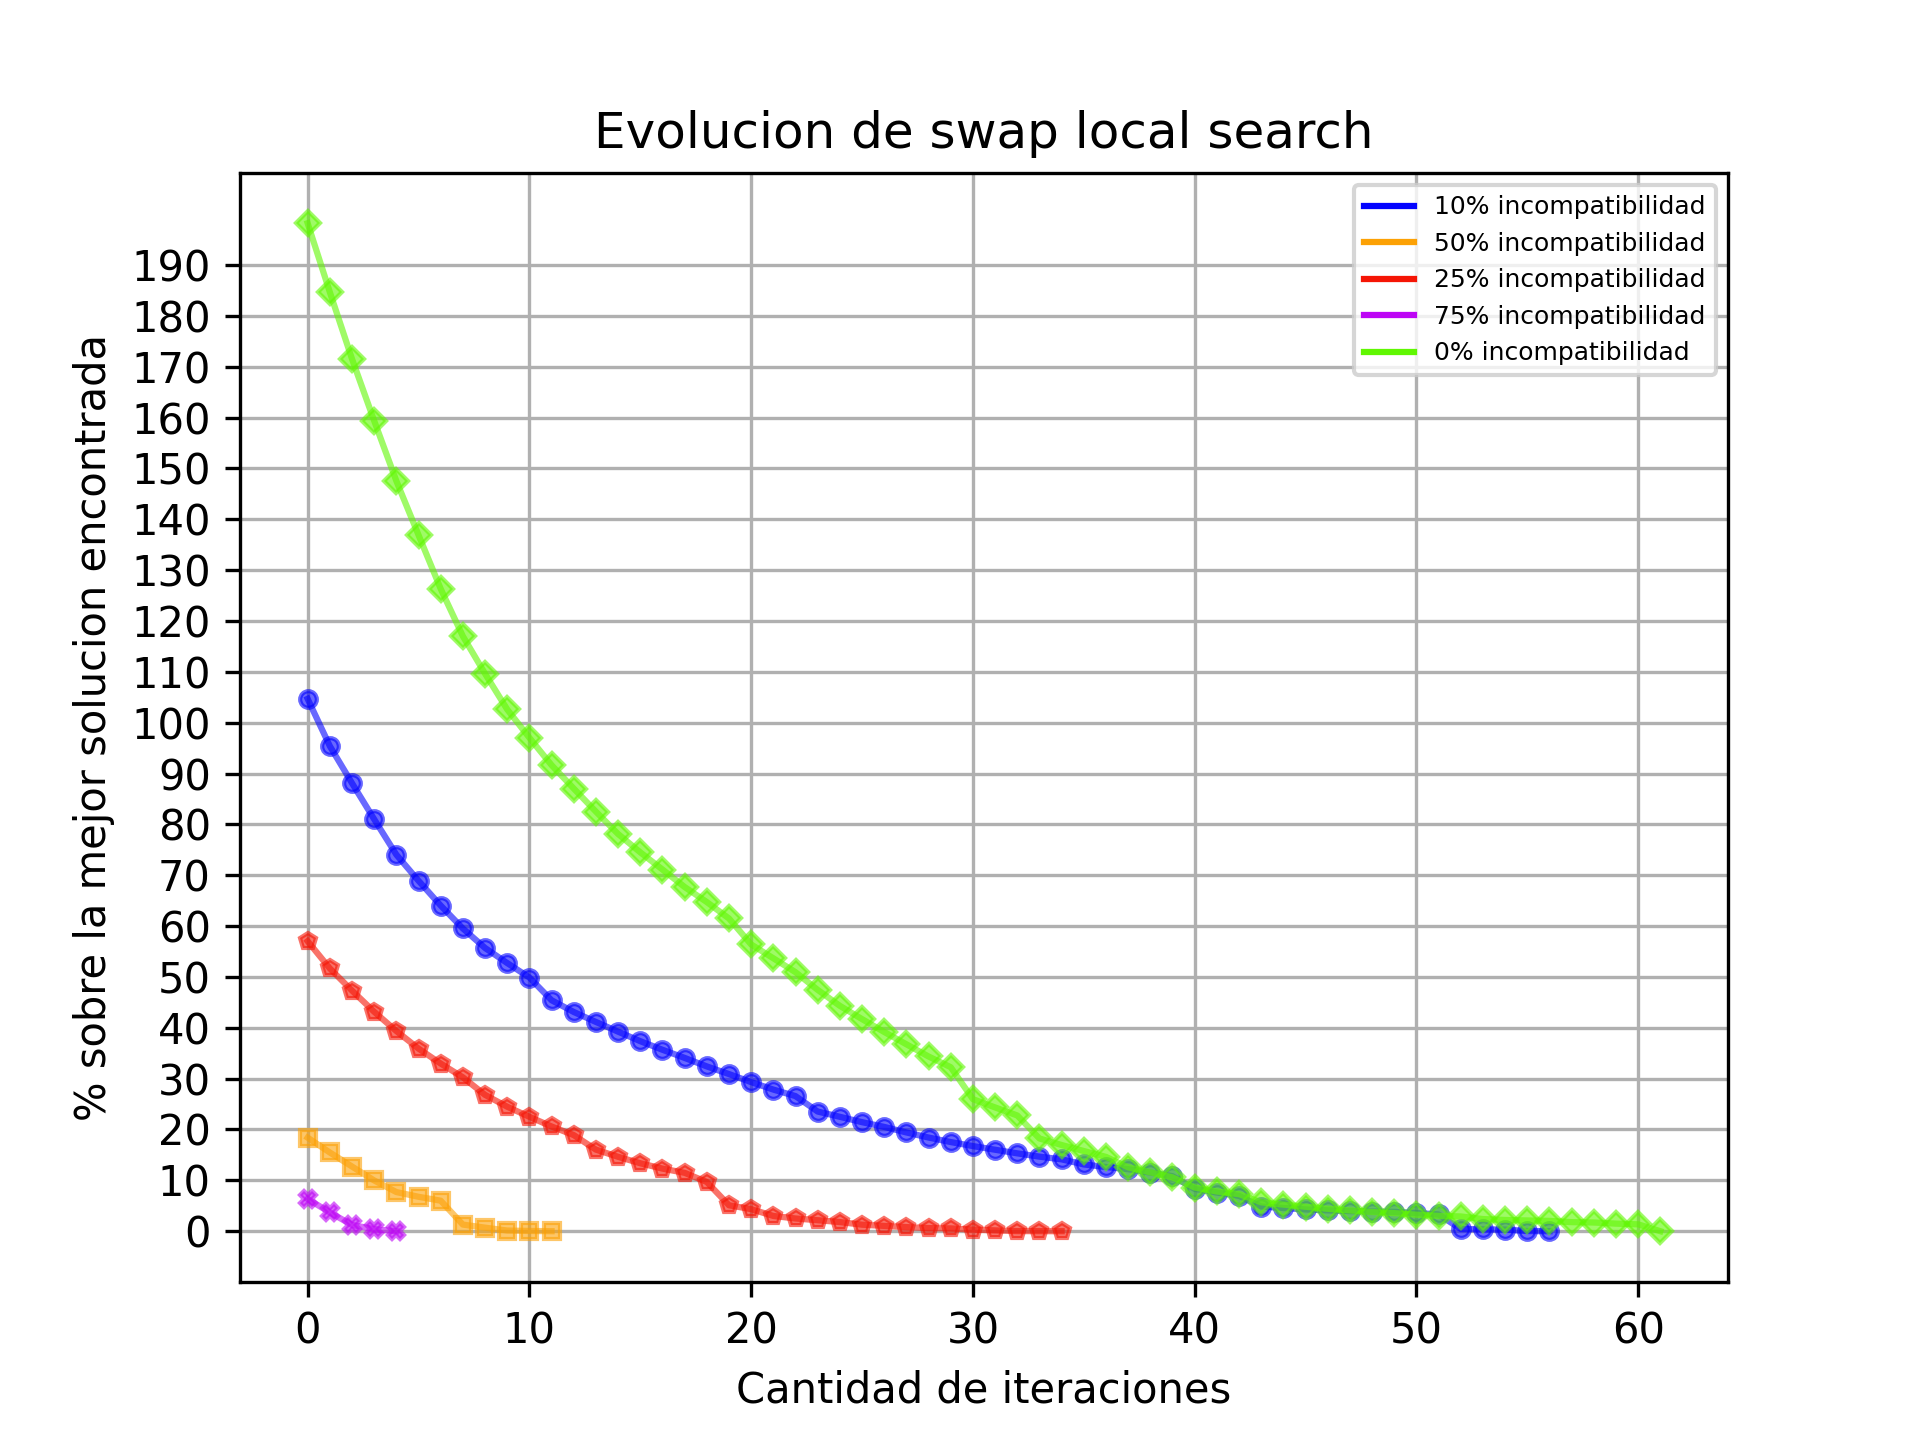 Evolucion de swap local search
10% incompatibilidad
50% incompatibilidad
25% incompatibilidad
75% incompatibilidad
0% incompatibilidad
% sobre la mejor solucion encontrada
190
180
170
160
150
140
130
120
110
100
90
80
70
60
50
40
30
20
10
0
0 10 20 30 40 50 60
Cantidad de iteraciones